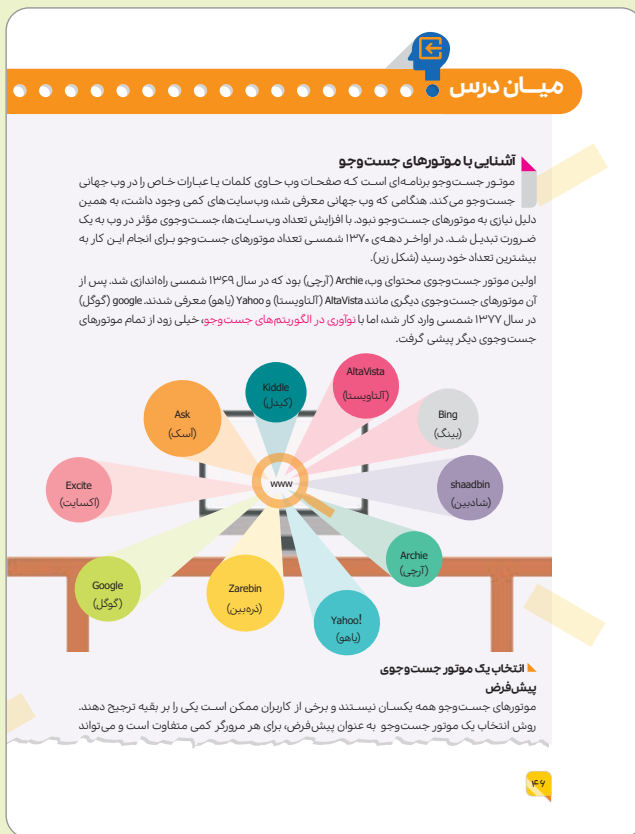 میـان درس
آشنایی با موتورهای جست‌وجو
موتور جست‌وجو برنامه‌ای است که صفحات وب حاوی کلمات یا عبارات خاص را در وب جهانی
جست‌وجو می‌کند. هنگامی که وب جهانی معرفی شد، وب‌سایت‌های کمی وجود داشت، به همین
دلیل نیازی به موتورهای جست‌وجو نبود. با افزایش تعداد وب‌سایت‌ها، جست‌وجوی مؤثر در وب به یک
ضرورت تبدیل شد. در اواخر دهه‌ی ۱۳۷۰ شمسی تعداد موتورهای جست‌وجو برای انجام این کار به
بیشترین تعداد خود رسید (شکل زیر).
اولین موتور جست‌وجوی محتوای وب، Archie (آرچی) بود که در سال ۱۳۶۹ شمسی راه‌اندازی شد. پس از
آن موتورهای جست‌وجوی دیگری مانند AltaVista (آلتاویستا) و Yahoo (یاهو) معرفی شدند. google (گوگل)
در سال ۱۳۷۷ شمسی وارد کار شد، اما با نوآوری در الگوریتم‌های جست‌وجو، خیلی زود از تمام موتورهای
جست‌وجوی دیگر پیشی گرفت.
AltaVista
(آلتاویستا)
Kiddle
(کیدل)
Ask
(آسک)
Bing
(بینگ)
Excite
(اکسایت)
www
shaadbin
(شادبین)
Archie
(آرچی)
Google
(گوگل)
Zarebin
(ذره‌بین)
Yahoo!
(یاهو)
انتخاب یک موتور جست‌وجوی
پیش‌فرض
موتورهای جست‌وجو همه یکسان نیستند و برخی از کاربران ممکن است یکی را بر بقیه ترجیح دهند.
روش انتخاب یک موتور جست‌وجو به عنوان پیش‌فرض، برای هر مرورگر کمی متفاوت است و می‌تواند
۴۶